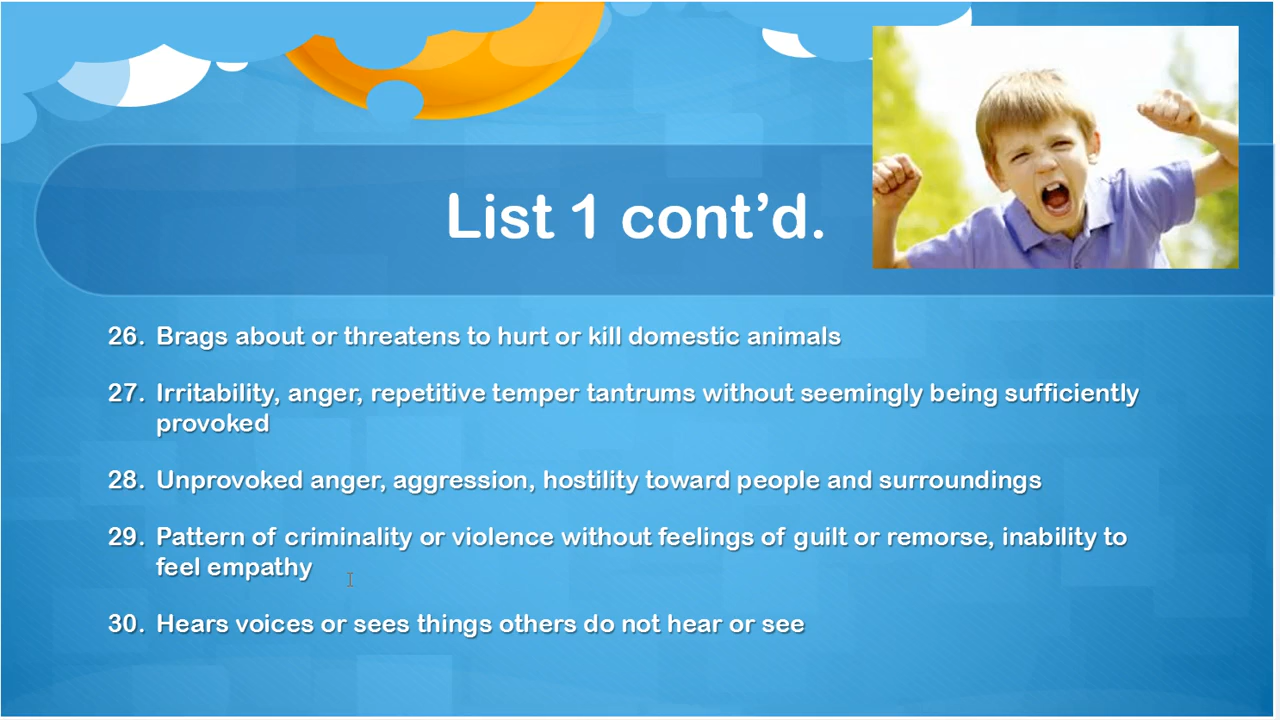 List 1 cont’d.
26. Brags about or threatens to hurt or kill domestic animals
27. Irritability, anger, repetitive temper tantrums without seemingly being sufficiently
provoked
28. Unprovoked anger, aggression, hostility toward people and surroundings
29. Pattern of criminality or violence without feelings of guilt or remorse, inability to
feel empathy
30. Hears voices or sees things others do not hear or see